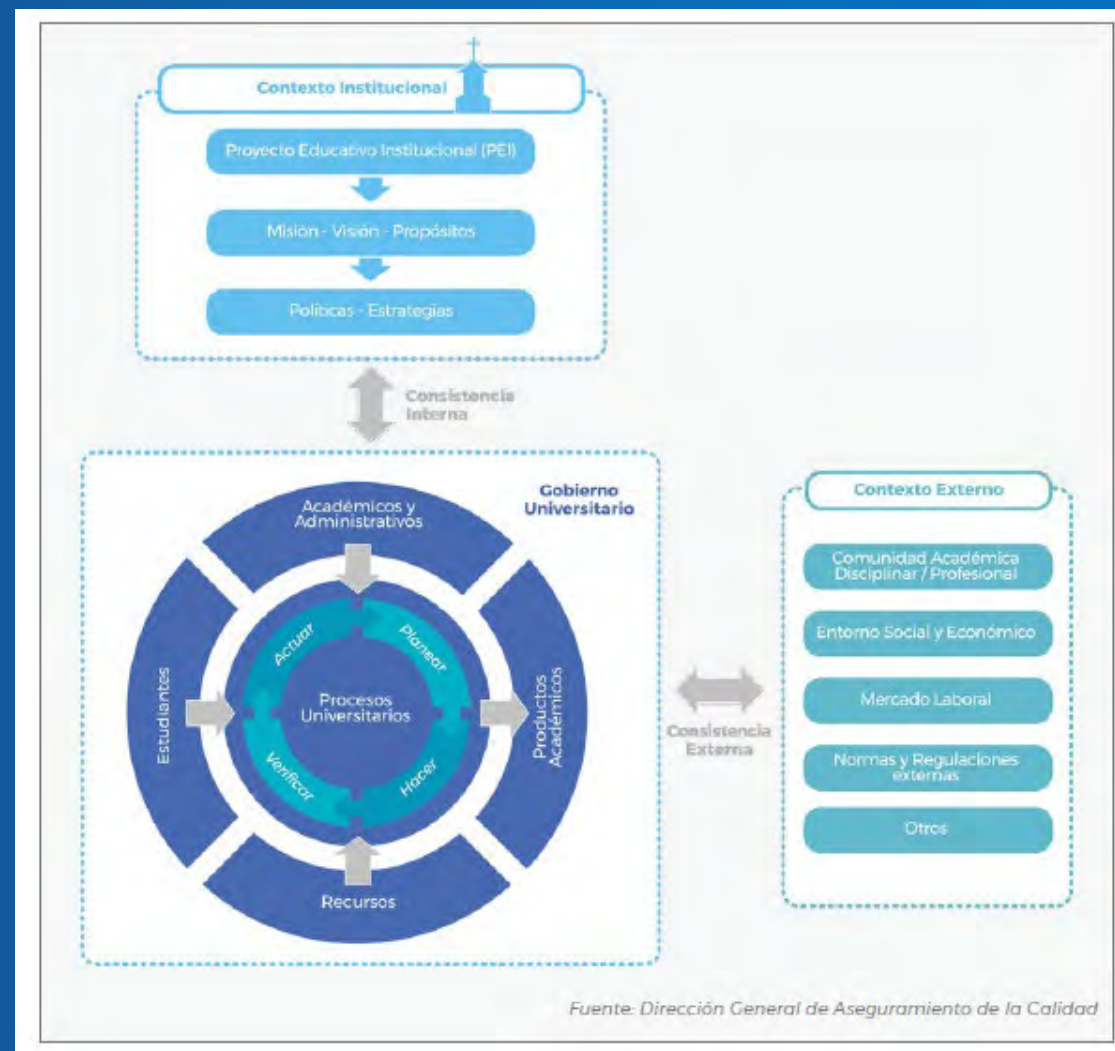 Contexto Institucional
Proyecto Educativo Institucional (PEI)
Misión - Visión - Propósitos
Políticas - Estrategias
Consistencia
Interna
Gobierno
Universitario
Académicos y
Administrativos
Estudiantes
Productos
Académicos
Recursos
Actuar
Planear
Verificar
Hacer
Procesos
Universitarios
Consistencia
Externa
Contexto Externo
Comunidad Académica
Disciplinar / Profesional
Entorno Social y Económico
Mercado Laboral
Normas y Regulaciones
externas
Otros
Fuente: Dirección General de Aseguramiento de la Calidad